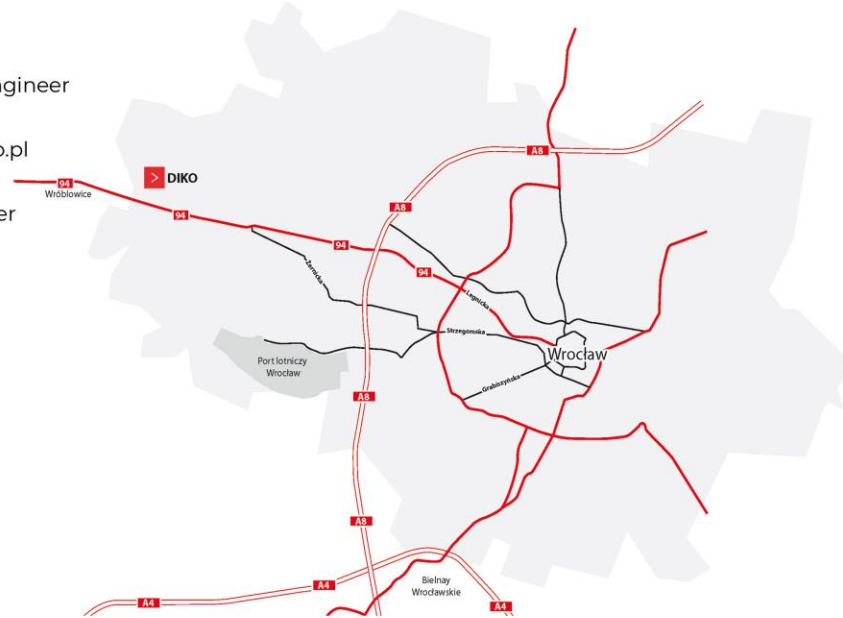 gineer
o.pl
er
DIKO
94
Wróblowice
94
94
94
A8
A8
A8
A8
A4
A4
A4
Żernicka
Legnicka
Strzegomska
Grabiszyńska
Wrocław
Port lotniczy
Wrocław
Bielnay
Wrocławskie